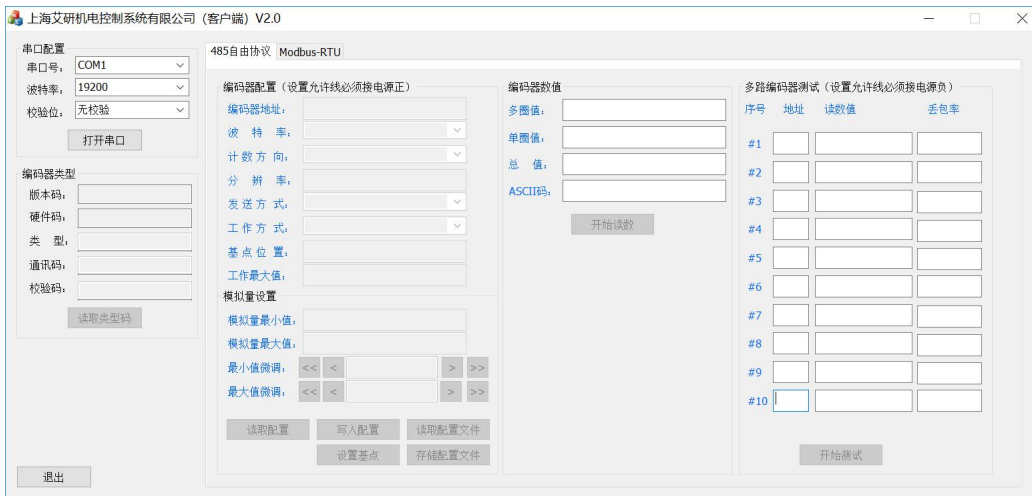 上海艾研机电控制系统有限公司（客户端）V2.0
串口配置
串口号： COM1
波特率： 19200
校验位： 无校验
打开串口
编码器类型
版本码：
硬件码：
类 型：
通讯码：
校验码：
读取类型码
退出
485自由协议 Modbus-RTU
编码器配置（设置允许线必须接电源正）
编码器地址：
波 特 率：
计数方向：
分 辨 率：
发送方式：
工作方式：
基点位置：
工作最大值：
模拟量设置
模拟量最小值：
模拟量最大值：
最小值微调： << < > >>
最大值微调： << < > >>
读取配置 写入配置 读取配置文件
设置基点 存储配置文件
编码器数值
多圈值：
单圈值：
总 值：
ASCII码：
开始读数
多路编码器测试（设置允许线必须接电源负）
序号 地址 读数值 丢包率
#1
#2
#3
#4
#5
#6
#7
#8
#9
#10
开始测试